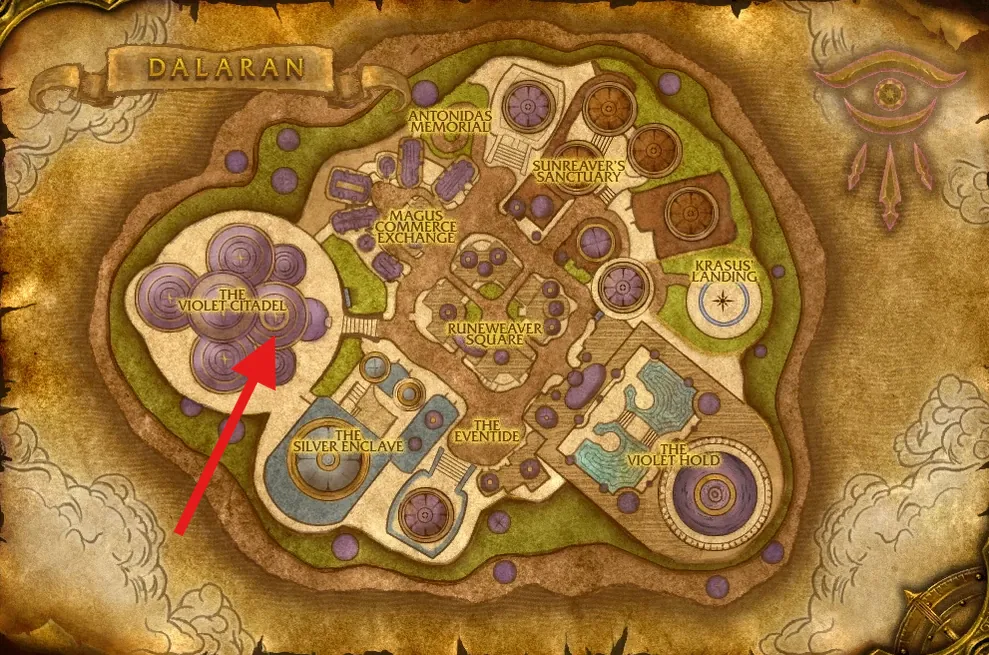 DALARAN
ANTONIDAS
MEMORIAL
SUNREAVER'S
SANCTUARY
MAGUS
COMMERCE
EXCHANGE
KRASUS'
LANDING
THE
VIOLET CITADEL
RUNEWEAVER
SQUARE
THE
SILVER ENCLAVE
THE
EVENTIDE
THE
VIOLET HOLD